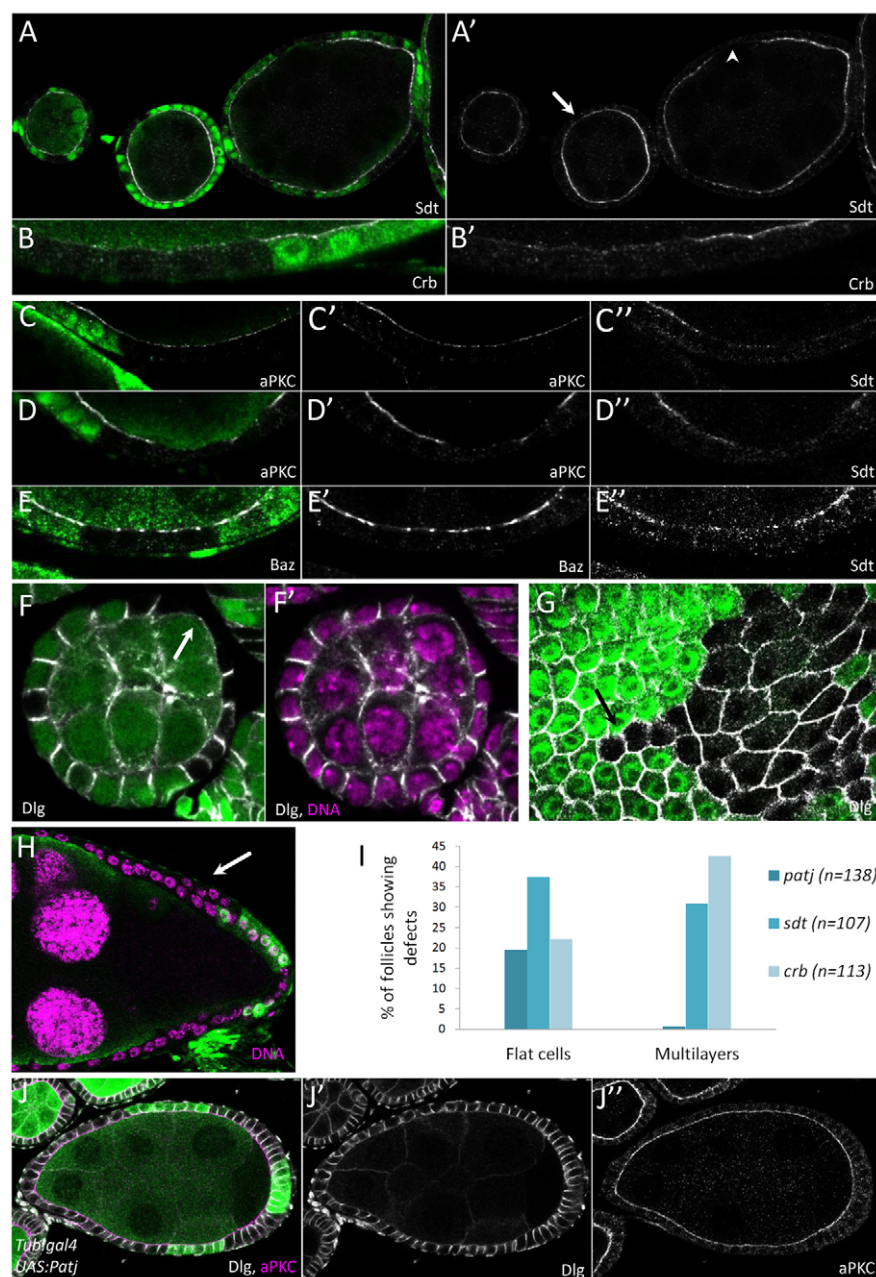 A
Sdt
A'
Sdt
B
Crb
B'
Crb
C
aPKC
C'
aPKC
C''
Sdt
D
aPKC
D'
aPKC
D''
Sdt
E
Baz
E'
Baz
E''
Sdt
F
Dlg
F'
Dlg, DNA
G
Dlg
H
DNA
I
% of follicles showing
defects
45
40
35
30
25
20
15
10
5
0
Flat cells
Multilayers
patj (n=138)
sdt (n=107)
crb (n=113)
J
Tub!gal4
UAS:Patj
Dlg, aPKC
J'
Dlg
J''
aPKC